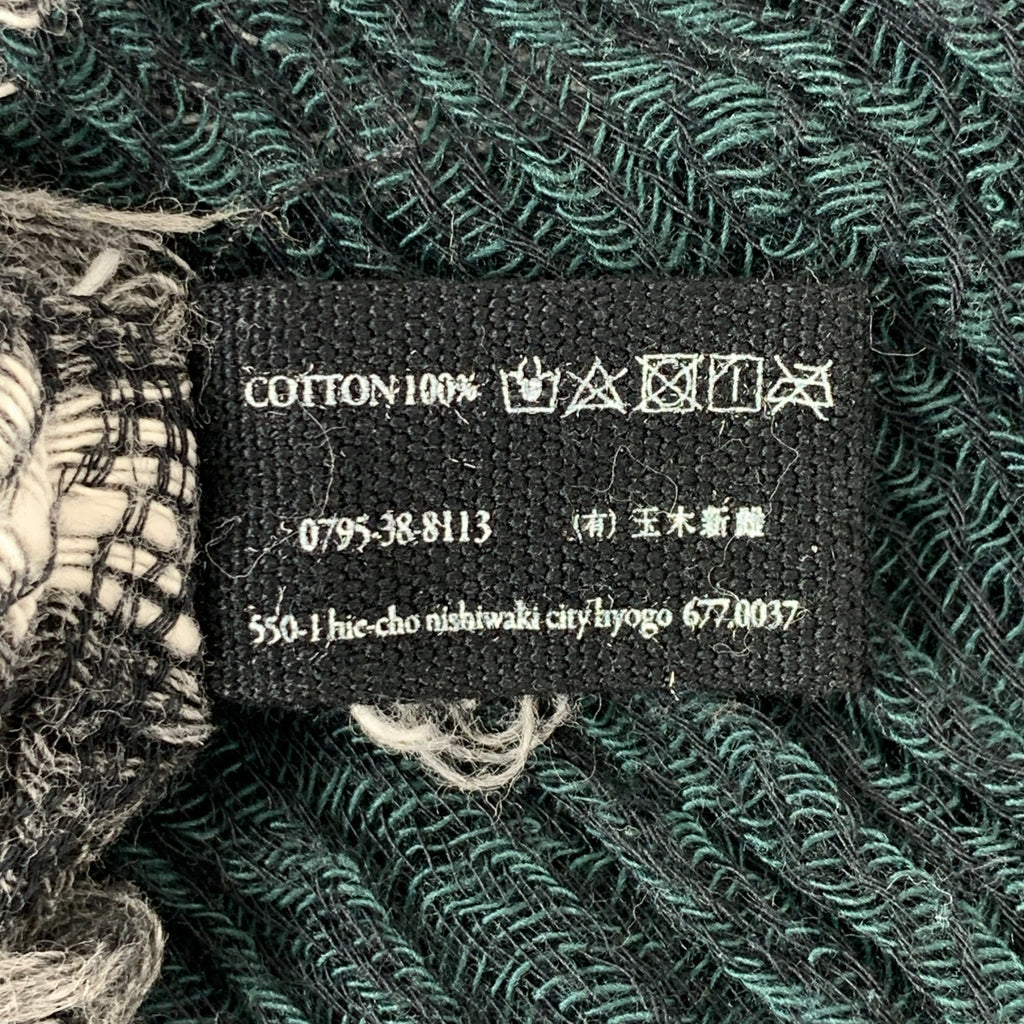 COTTON 100%
0795-38-8113 (有) 玉木新雌
550-1 hie-cho nishiwaki city hyogo 677.0037